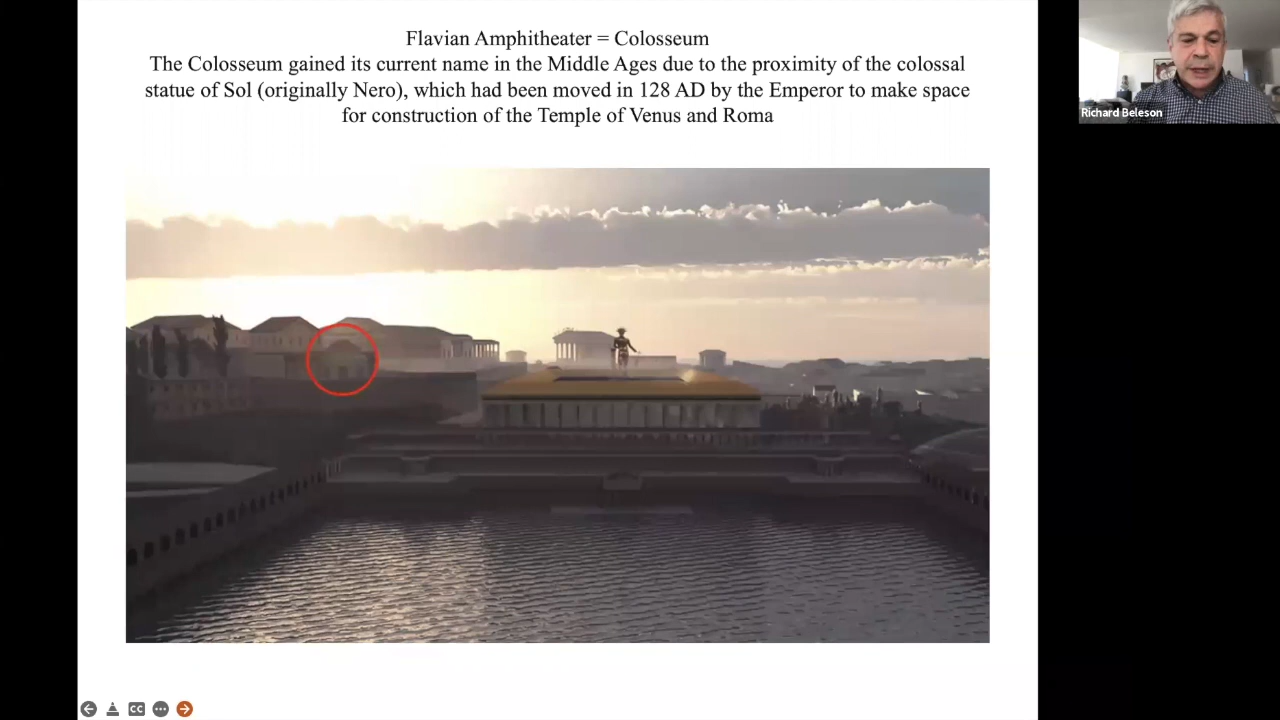 Flavian Amphitheater = Colosseum
The Colosseum gained its current name in the Middle Ages due to the proximity of the colossal
statue of Sol (originally Nero), which had been moved in 128 AD by the Emperor to make space
for construction of the Temple of Venus and Roma
Richard Beleson
CC